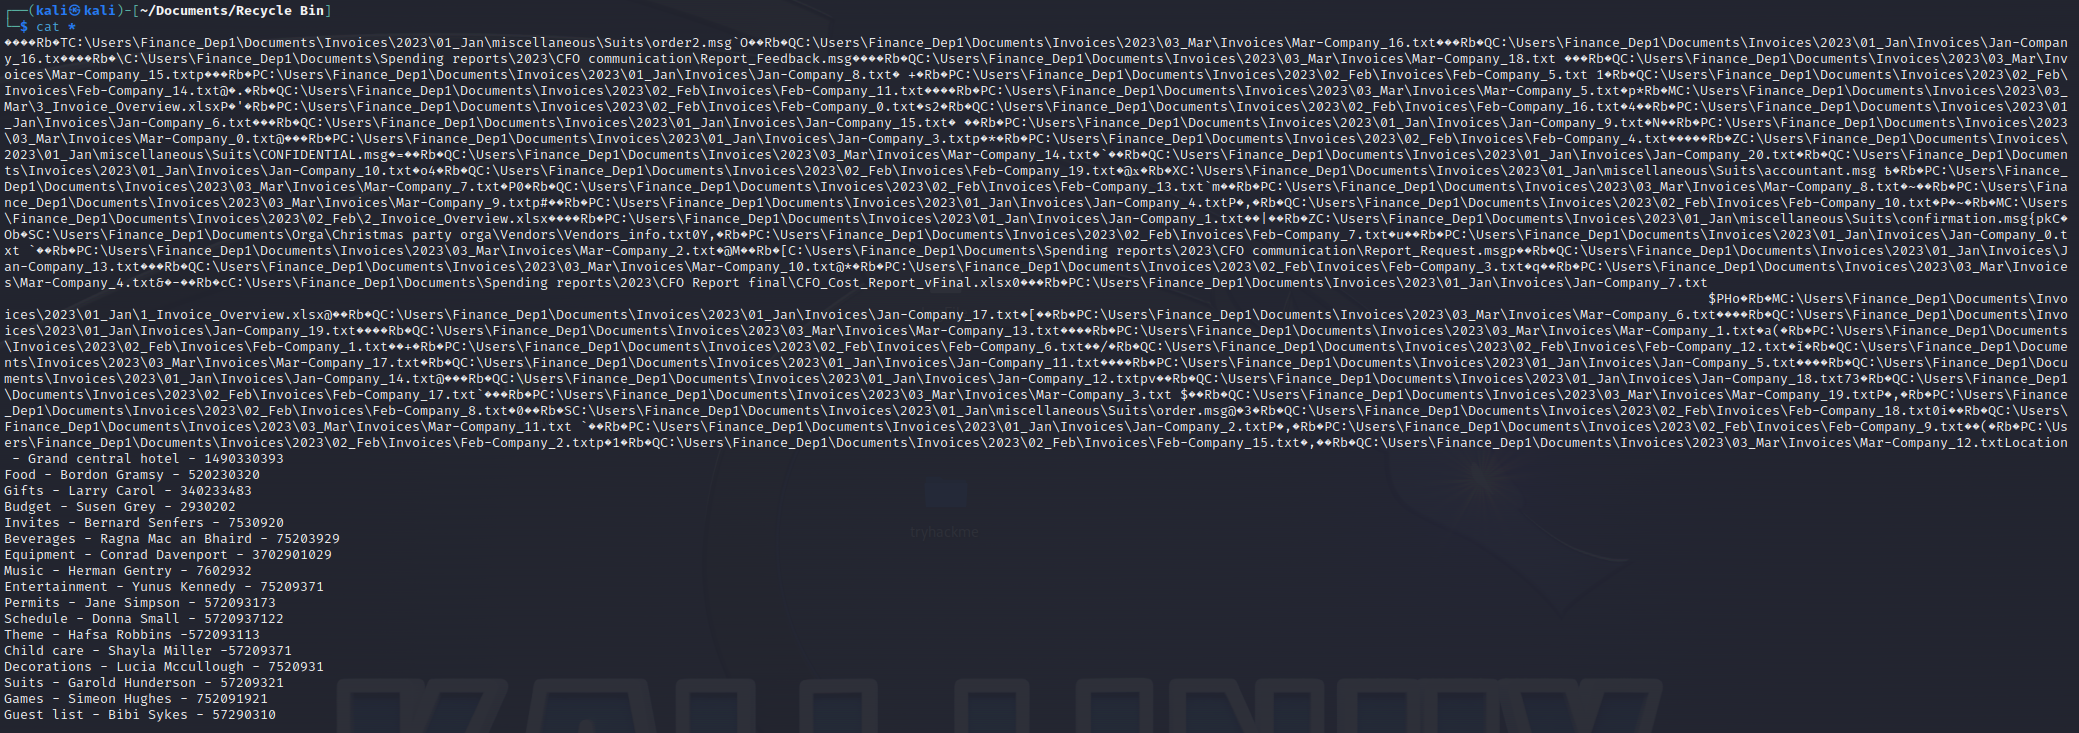 ┌──(kali㉿kali)-[~/Documents/Recycle Bin]
└─$ cat *
����Rb�TC:\Users\Finance_Dep1\Documents\Invoices\2023\01_Jan\miscellaneous\Suits\order2.msg`O��Rb�QC:\Users\Finance_Dep1\Documents\Invoices\2023\03_Mar\Invoices\Mar-Company_16.txt���Rb�QC:\Users\Finance_Dep1\Documents\Invoices\2023\01_Jan\Invoices\Jan-Compan
y_16.tx����Rb�\C:\Users\Finance_Dep1\Documents\Spending reports\2023\CFO communication\Report_Feedback.msg����Rb�QC:\Users\Finance_Dep1\Documents\Invoices\2023\03_Mar\Invoices\Mar-Company_18.txt ���Rb�QC:\Users\Finance_Dep1\Documents\Invoices\2023\03_Mar\Inv
oices\Mar-Company_15.txtp���Rb�PC:\Users\Finance_Dep1\Documents\Invoices\2023\01_Jan\Invoices\Jan-Company_8.txt� +�Rb�PC:\Users\Finance_Dep1\Documents\Invoices\2023\02_Feb\Invoices\Feb-Company_5.txt 1�Rb�QC:\Users\Finance_Dep1\Documents\Invoices\2023\02_Feb\
Invoices\Feb-Company_14.txt@�.�Rb�QC:\Users\Finance_Dep1\Documents\Invoices\2023\02_Feb\Invoices\Feb-Company_11.txt����Rb�PC:\Users\Finance_Dep1\Documents\Invoices\2023\03_Mar\Invoices\Mar-Company_5.txt�p�Rb�MC:\Users\Finance_Dep1\Documents\Invoices\2023\03_
Mar\3_Invoice_Overview.xlsxP�'�Rb�PC:\Users\Finance_Dep1\Documents\Invoices\2023\02_Feb\Invoices\Feb-Company_0.txt�s2�Rb�QC:\Users\Finance_Dep1\Documents\Invoices\2023\02_Feb\Invoices\Feb-Company_16.txt�4��Rb�PC:\Users\Finance_Dep1\Documents\Invoices\2023\01
_Jan\Invoices\Jan-Company_6.txt���Rb�QC:\Users\Finance_Dep1\Documents\Invoices\2023\01_Jan\Invoices\Jan-Company_15.txt� ��Rb�PC:\Users\Finance_Dep1\Documents\Invoices\2023\01_Jan\Invoices\Jan-Company_9.txt�N��Rb�PC:\Users\Finance_Dep1\Documents\Invoices\2023
\03_Mar\Invoices\Mar-Company_0.txt@���Rb�PC:\Users\Finance_Dep1\Documents\Invoices\2023\01_Jan\Invoices\Jan-Company_3.txtp�*�Rb�PC:\Users\Finance_Dep1\Documents\Invoices\2023\02_Feb\Invoices\Feb-Company_4.txt�����Rb�ZC:\Users\Finance_Dep1\Documents\Invoices\
2023\01_Jan\miscellaneous\Suits\CONFIDENTIAL.msg�=��Rb�QC:\Users\Finance_Dep1\Documents\Invoices\2023\03_Mar\Invoices\Mar-Company_14.txt�`��Rb�QC:\Users\Finance_Dep1\Documents\Invoices\2023\01_Jan\Invoices\Jan-Company_20.txt�Rb�QC:\Users\Finance_Dep1\Documen
ts\Invoices\2023\01_Jan\Invoices\Jan-Company_10.txt�o4�Rb�QC:\Users\Finance_Dep1\Documents\Invoices\2023\02_Feb\Invoices\Feb-Company_19.txt�@x�Rb�XC:\Users\Finance_Dep1\Documents\Invoices\2023\01_Jan\miscellaneous\Suits\accountant.msg ҍ�Rb�PC:\Users\Finance_
Dep1\Documents\Invoices\2023\03_Mar\Invoices\Mar-Company_7.txt�P0�Rb�QC:\Users\Finance_Dep1\Documents\Invoices\2023\02_Feb\Invoices\Feb-Company_13.txt`m��Rb�PC:\Users\Finance_Dep1\Documents\Invoices\2023\03_Mar\Invoices\Mar-Company_8.txt�~��Rb�PC:\Users\Fina
nce_Dep1\Documents\Invoices\2023\03_Mar\Invoices\Mar-Company_9.txtp#��Rb�PC:\Users\Finance_Dep1\Documents\Invoices\2023\01_Jan\Invoices\Jan-Company_4.txtP�,�Rb�QC:\Users\Finance_Dep1\Documents\Invoices\2023\02_Feb\Invoices\Feb-Company_10.txtP�~�Rb�MC:\Users
\Finance_Dep1\Documents\Invoices\2023\02_Feb\2_Invoice_Overview.xlsx����Rb�PC:\Users\Finance_Dep1\Documents\Invoices\2023\01_Jan\Invoices\Jan-Company_1.txt��|��Rb�ZC:\Users\Finance_Dep1\Documents\Invoices\2023\01_Jan\miscellaneous\Suits\confirmation.msg{pkC�
Ob�SC:\Users\Finance_Dep1\Documents\Orga\Christmas party orga\Vendors\Vendors_info.txt0Y,�Rb�PC:\Users\Finance_Dep1\Documents\Invoices\2023\02_Feb\Invoices\Feb-Company_7.txt�u��Rb�PC:\Users\Finance_Dep1\Documents\Invoices\2023\01_Jan\Invoices\Jan-Company_0.t
xt `��Rb�PC:\Users\Finance_Dep1\Documents\Invoices\2023\03_Mar\Invoices\Mar-Company_2.txt�@M��Rb�[C:\Users\Finance_Dep1\Documents\Spending reports\2023\CFO communication\Report_Request.msgp��Rb�QC:\Users\Finance_Dep1\Documents\Invoices\2023\01_Jan\Invoices\J
an-Company_13.txt���Rb�QC:\Users\Finance_Dep1\Documents\Invoices\2023\03_Mar\Invoices\Mar-Company_10.txt@*�Rb�PC:\Users\Finance_Dep1\Documents\Invoices\2023\02_Feb\Invoices\Feb-Company_3.txt�q��Rb�PC:\Users\Finance_Dep1\Documents\Invoices\2023\03_Mar\Invoice
s\Mar-Company_4.txt&�-��Rb�cC:\Users\Finance_Dep1\Documents\Spending reports\2023\CFO Report final\CFO_Cost_Report_vFinal.xlsx0���Rb�PC:\Users\Finance_Dep1\Documents\Invoices\2023\01_Jan\Invoices\Jan-Company_7.txt
$PHo�Rb�MC:\Users\Finance_Dep1\Documents\Invo
ices\2023\01_Jan\1_Invoice_Overview.xlsx@��Rb�QC:\Users\Finance_Dep1\Documents\Invoices\2023\01_Jan\Invoices\Jan-Company_17.txt�[��Rb�PC:\Users\Finance_Dep1\Documents\Invoices\2023\03_Mar\Invoices\Mar-Company_6.txt����Rb�QC:\Users\Finance_Dep1\Documents\Invo
ices\2023\01_Jan\Invoices\Jan-Company_19.txt����Rb�QC:\Users\Finance_Dep1\Documents\Invoices\2023\03_Mar\Invoices\Mar-Company_13.txt����Rb�PC:\Users\Finance_Dep1\Documents\Invoices\2023\03_Mar\Invoices\Mar-Company_1.txt�a(�Rb�PC:\Users\Finance_Dep1\Documents
\Invoices\2023\02_Feb\Invoices\Feb-Company_1.txt��+�Rb�PC:\Users\Finance_Dep1\Documents\Invoices\2023\02_Feb\Invoices\Feb-Company_6.txt��/�Rb�QC:\Users\Finance_Dep1\Documents\Invoices\2023\02_Feb\Invoices\Feb-Company_12.txt�ĩ�Rb�QC:\Users\Finance_Dep1\Docume
nts\Invoices\2023\03_Mar\Invoices\Mar-Company_17.txt�Rb�QC:\Users\Finance_Dep1\Documents\Invoices\2023\01_Jan\Invoices\Jan-Company_11.txt����Rb�PC:\Users\Finance_Dep1\Documents\Invoices\2023\01_Jan\Invoices\Jan-Company_5.txt����Rb�QC:\Users\Finance_Dep1\Docu
ments\Invoices\2023\01_Jan\Invoices\Jan-Company_14.txt@���Rb�QC:\Users\Finance_Dep1\Documents\Invoices\2023\01_Jan\Invoices\Jan-Company_12.txtpv��Rb�QC:\Users\Finance_Dep1\Documents\Invoices\2023\01_Jan\Invoices\Jan-Company_18.txt73�Rb�QC:\Users\Finance_Dep1
\Documents\Invoices\2023\02_Feb\Invoices\Feb-Company_17.txt`���Rb�PC:\Users\Finance_Dep1\Documents\Invoices\2023\03_Mar\Invoices\Mar-Company_3.txt $��Rb�QC:\Users\Finance_Dep1\Documents\Invoices\2023\03_Mar\Invoices\Mar-Company_19.txtP�,�Rb�PC:\Users\Finance
_Dep1\Documents\Invoices\2023\02_Feb\Invoices\Feb-Company_8.txt�0��Rb�SC:\Users\Finance_Dep1\Documents\Invoices\2023\01_Jan\miscellaneous\Suits\order.msg@�3�Rb�QC:\Users\Finance_Dep1\Documents\Invoices\2023\02_Feb\Invoices\Feb-Company_18.txt0i��Rb�QC:\Users\
Finance_Dep1\Documents\Invoices\2023\03_Mar\Invoices\Mar-Company_11.txt `��Rb�PC:\Users\Finance_Dep1\Documents\Invoices\2023\01_Jan\Invoices\Jan-Company_2.txtP�,�Rb�PC:\Users\Finance_Dep1\Documents\Invoices\2023\02_Feb\Invoices\Feb-Company_9.txt��(�Rb�PC:\Us
ers\Finance_Dep1\Documents\Invoices\2023\02_Feb\Invoices\Feb-Company_2.txtp�1�Rb�QC:\Users\Finance_Dep1\Documents\Invoices\2023\02_Feb\Invoices\Feb-Company_15.txt�,��Rb�QC:\Users\Finance_Dep1\Documents\Invoices\2023\03_Mar\Invoices\Mar-Company_12.txtLocation
 - Grand central hotel - 1490330393
Food - Bordon Gramsy - 520230320
Gifts - Larry Carol - 340233483
Budget - Susen Grey - 2930202
Invites - Bernard Senfers - 7530920
Beverages - Ragna Mac an Bhaird - 75203929
Equipment - Conrad Davenport - 3702901029
Music - Herman Gentry - 7602932
Entertainment - Yunus Kennedy - 75209371
Permits - Jane Simpson - 572093173
Schedule - Donna Small - 5720937122
Theme - Hafsa Robbins -572093113
Child care - Shayla Miller -57209371
Decorations - Lucia Mccullough - 7520931
Suits - Garold Hunderson - 57209321
Games - Simeon Hughes - 752091921
Guest list - Bibi Sykes - 57290310
tryhackme